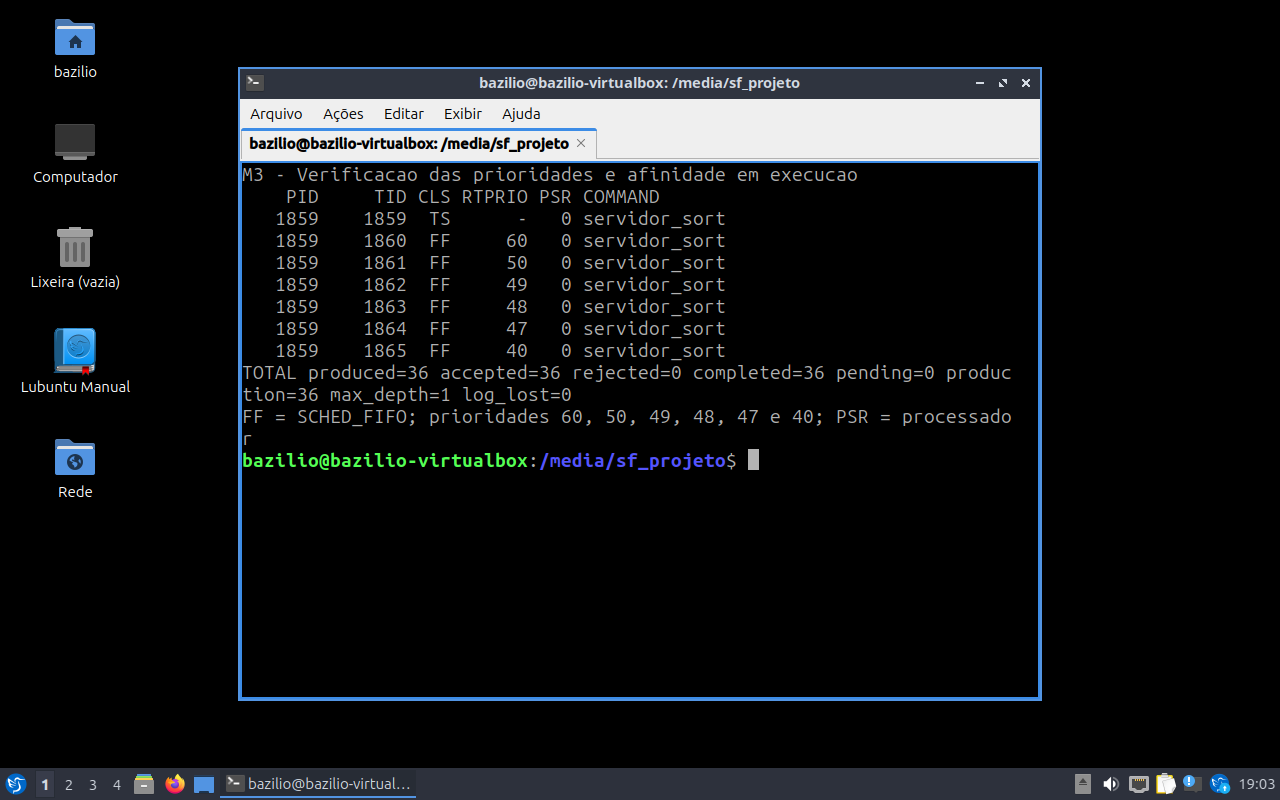 bazilio
Computador
Lixeira (vazia)
Lubuntu Manual
Rede
bazilio@bazilio-virtualbox: /media/sf_projeto
Arquivo Ações Editar Exibir Ajuda
bazilio@bazilio-virtualbox: /media/sf_projeto
M3 - Verificacao das prioridades e afinidade em execucao
    PID     TID CLS RTPRIO PSR COMMAND
   1859    1859  TS      -   0 servidor_sort
   1859    1860  FF     60   0 servidor_sort
   1859    1861  FF     50   0 servidor_sort
   1859    1862  FF     49   0 servidor_sort
   1859    1863  FF     48   0 servidor_sort
   1859    1864  FF     47   0 servidor_sort
   1859    1865  FF     40   0 servidor_sort
TOTAL produced=36 accepted=36 rejected=0 completed=36 pending=0 produc
tion=36 max_depth=1 log_lost=0
FF = SCHED_FIFO; prioridades 60, 50, 49, 48, 47 e 40; PSR = processado
r
bazilio@bazilio-virtualbox:/media/sf_projeto$
1 2 3 4 bazilio@bazilio-virtual... 19:03